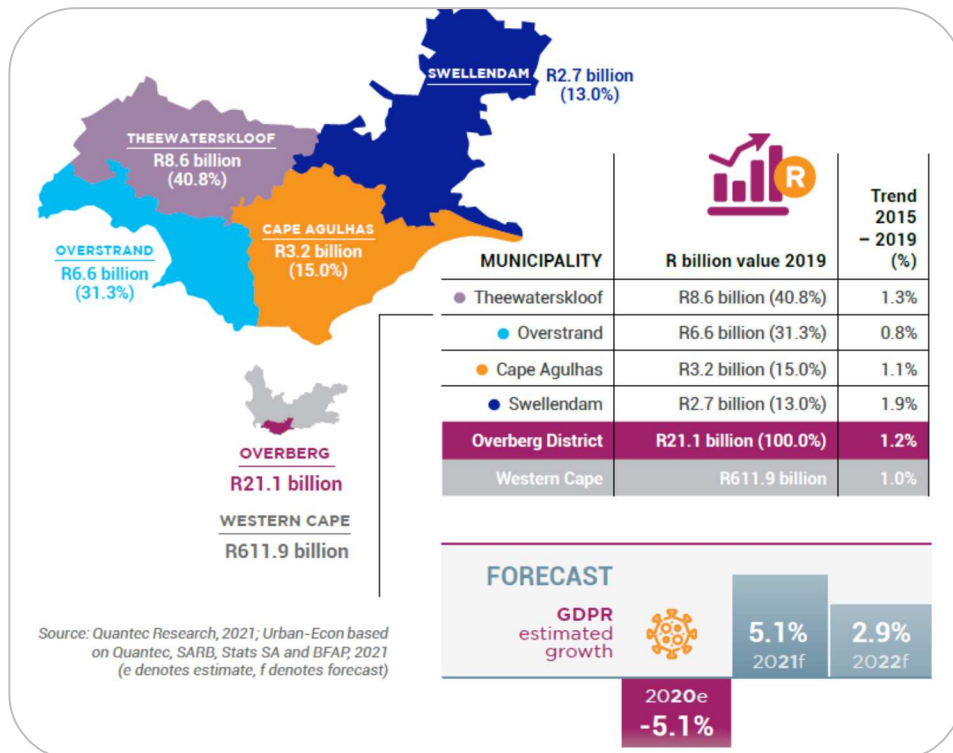 SWELLENDAM
R2.7 billion
(13.0%)
THEEWATERSKLOOF
R8.6 billion
(40.8%)
CAPE AGULHAS
R3.2 billion
(15.0%)
OVERSTRAND
R6.6 billion
(31.3%)
OVERBERG
R21.1 billion
WESTERN CAPE
R611.9 billion
R
MUNICIPALITY R billion value 2019 Trend
2015
– 2019
(%)
Theewaterskloof R8.6 billion (40.8%) 1.3%
Overstrand R6.6 billion (31.3%) 0.8%
Cape Agulhas R3.2 billion (15.0%) 1.1%
Swellendam R2.7 billion (13.0%) 1.9%
Overberg District R21.1 billion (100.0%) 1.2%
Western Cape R611.9 billion 1.0%
FORECAST
GDPR
estimated
growth
2020e
-5.1%
5.1%
2021f
2.9%
2022f
Source: Quantec Research, 2021; Urban-Econ based
on Quantec, SARB, Stats SA and BFAP, 2021
(e denotes estimate, f denotes forecast)